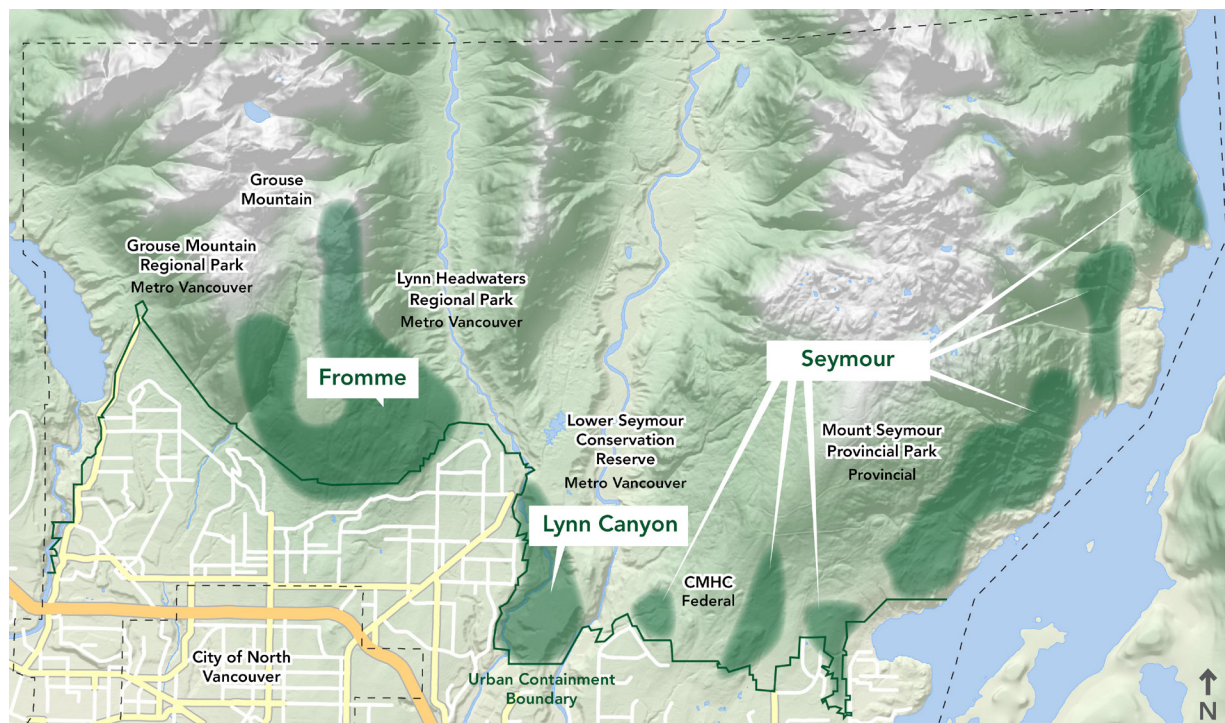 Grouse
Mountain
Grouse Mountain
Regional Park
Metro Vancouver
Lynn Headwaters
Regional Park
Metro Vancouver
Fromme
Seymour
Lower Seymour
Conservation
Reserve
Metro Vancouver
Mount Seymour
Provincial Park
Provincial
Lynn Canyon
CMHC
Federal
City of North
Vancouver
Urban Containment
Boundary
N